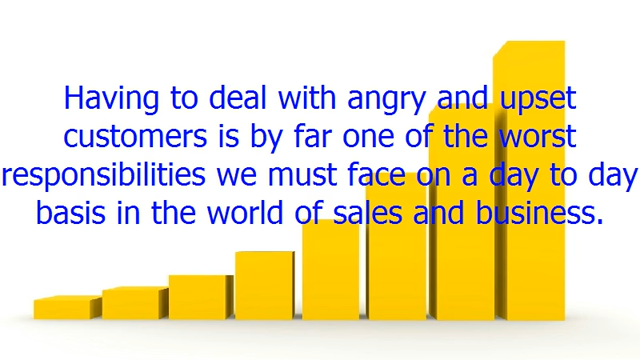 Having to deal with angry and upset
customers is by far one of the worst
responsibilities we must face on a day to day
basis in the world of sales and business.